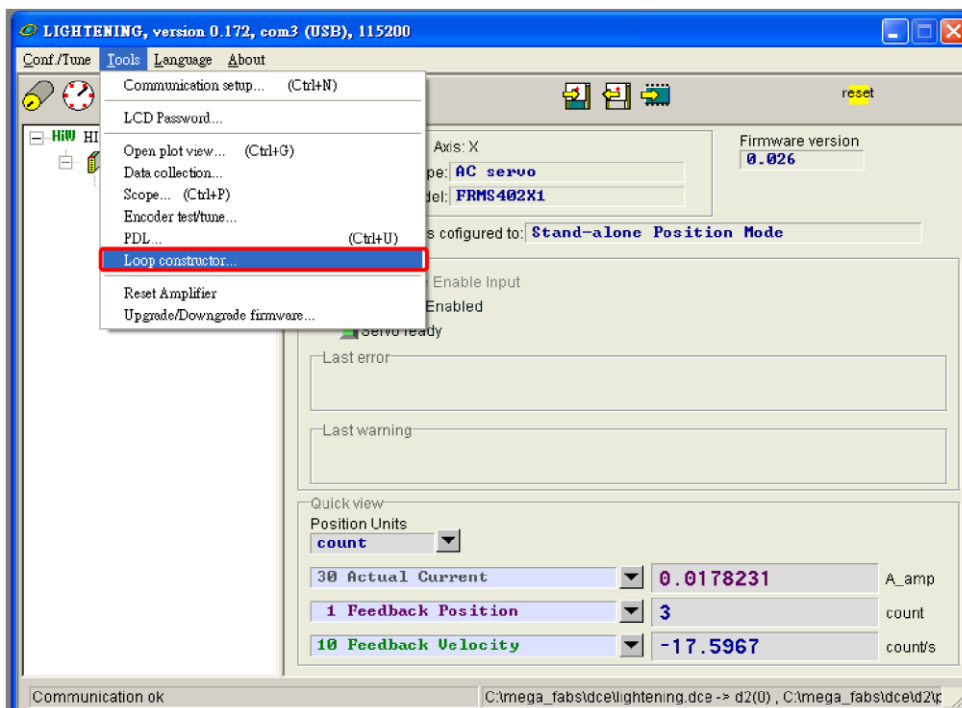 LIGHTENING, version 0.172, com3 (USB), 115200
Conf./Tune Tools Language About
Communication setup... (Ctrl+N)
LCD Password...
Open plot view... (Ctrl+G)
Data collection...
Scope... (Ctrl+P)
Encoder test/tune...
PDL... (Ctrl+U)
Loop constructor...
Reset Amplifier
Upgrade/Downgrade firmware...
reset
HIW HI
Axis: X
Firmware version
0.026
pe: AC servo
del: FRMS402X1
s cofigured to: Stand-alone Position Mode
Enable Input
Enabled
Servo ready
Last error
Last warning
Quick view
Position Units
count
30 Actual Current 0.0178231 A_amp
1 Feedback Position 3 count
10 Feedback Velocity -17.5967 count/s
Communication ok C:\mega_fabs\dce\lightening.dce -> d2(0) , C:\mega_fabs\dce\d2\p